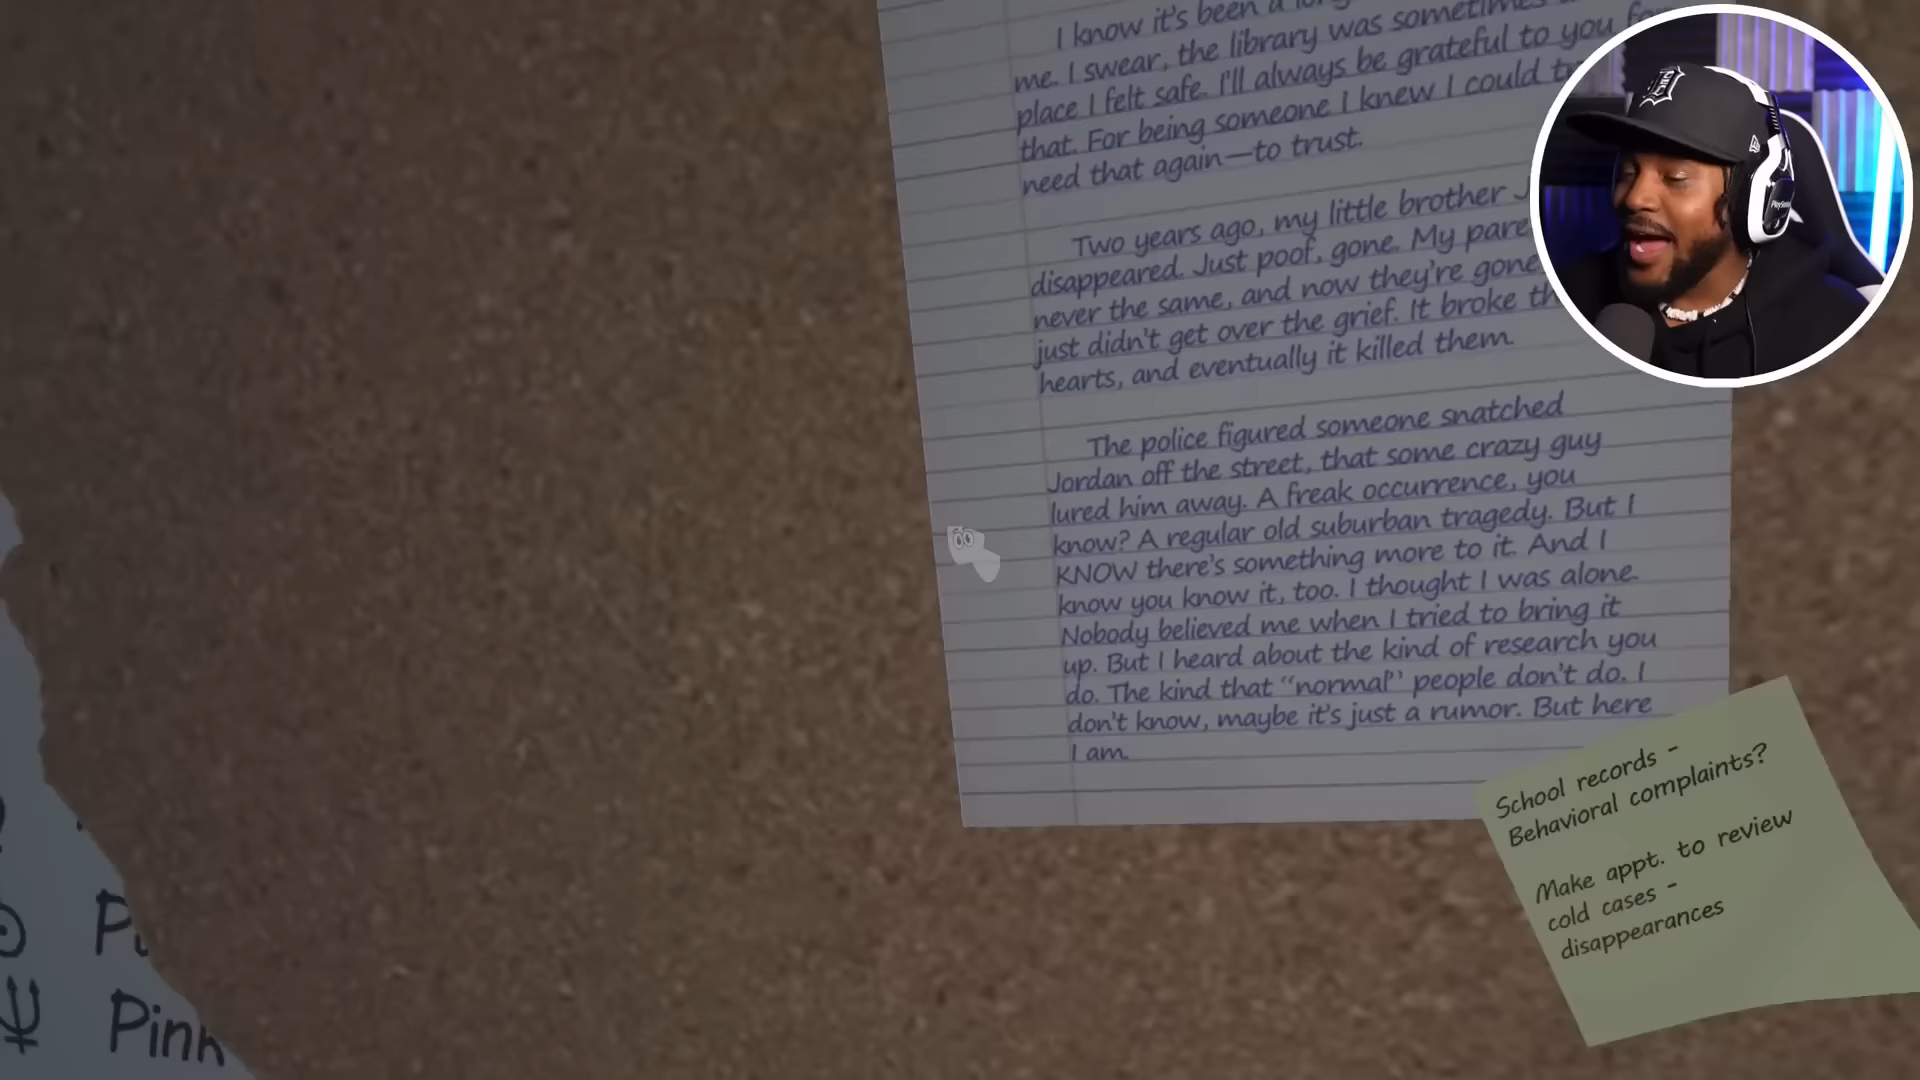 I know it's been a long
me. I swear, the library was sometimes
place I felt safe. I'll always be grateful to you for
that. For being someone I knew I could
need that again—to trust.
Two years ago, my little brother J
disappeared. Just poof, gone. My
never the same, and now they're gone
just didn't get over the grief. It broke
hearts, and eventually it killed them.
The police figured someone snatched
Jordan off the street, that some crazy guy
lured him away. A freak occurrence, you
know? A regular old suburban tragedy. But I
KNOW there's something more to it. And I
know you know it, too. I thought I was alone.
Nobody believed me when I tried to bring it
up. But I heard about the kind of research you
do. The kind that “normal” people don't do. I
don't know, maybe it's just a rumor. But here
I am.
School records -
Behavioral complaints?
Make appt. to review
cold cases -
disappearances
Pink